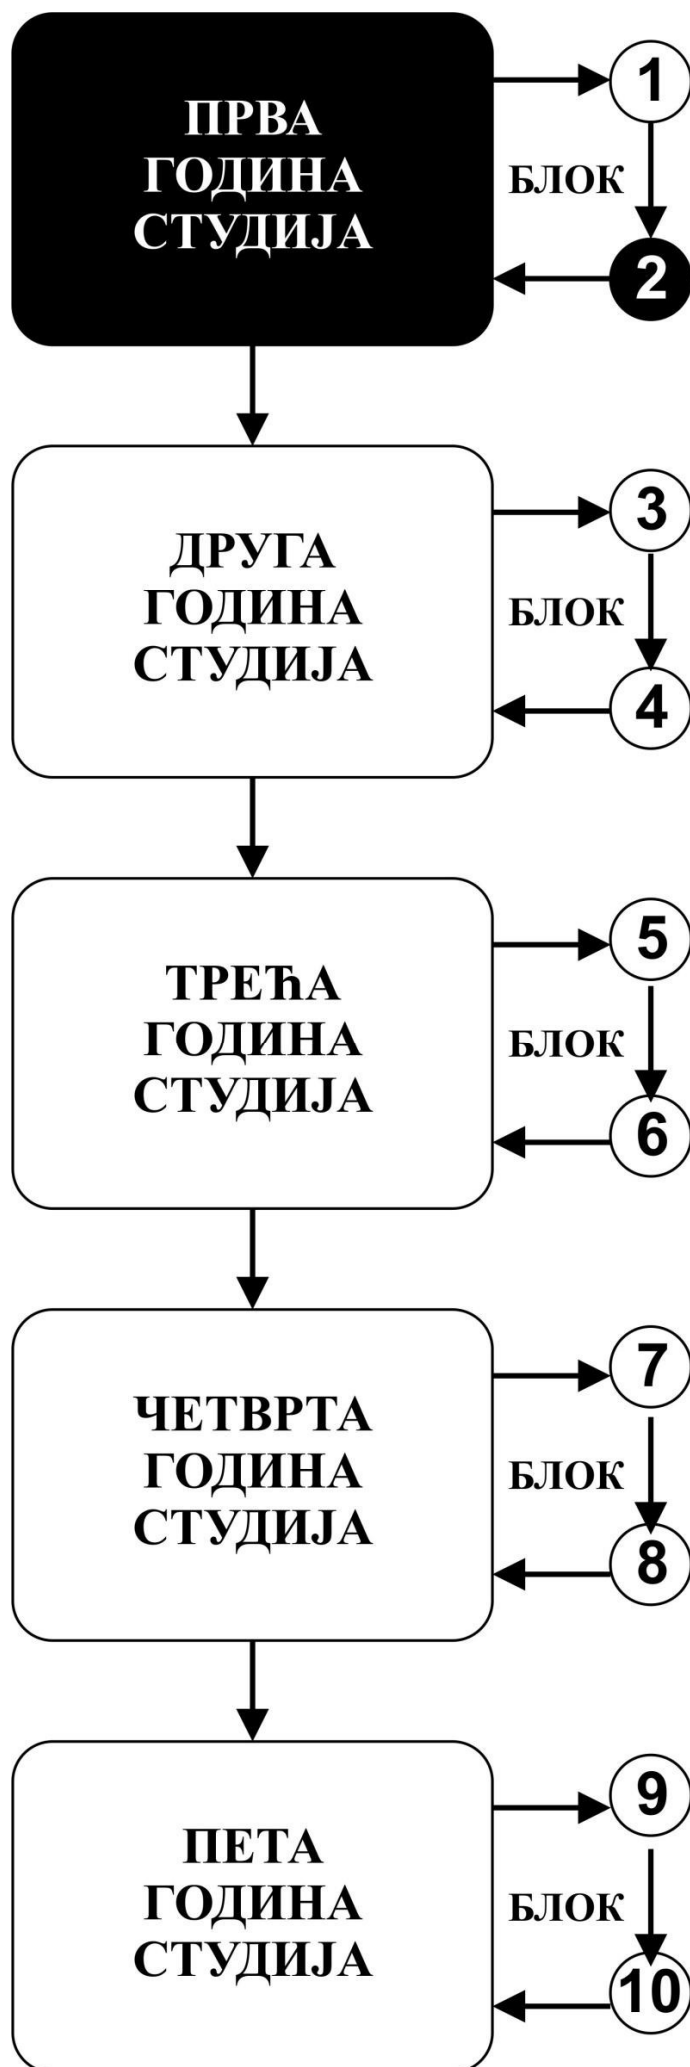 ПРВА
ГОДИНА
СТУДИЈА
1
БЛОК
2
ДРУГА
ГОДИНА
СТУДИЈА
3
БЛОК
4
ТРЕЋА
ГОДИНА
СТУДИЈА
5
БЛОК
6
ЧЕТВРТА
ГОДИНА
СТУДИЈА
7
БЛОК
8
ПЕТА
ГОДИНА
СТУДИЈА
9
БЛОК
10